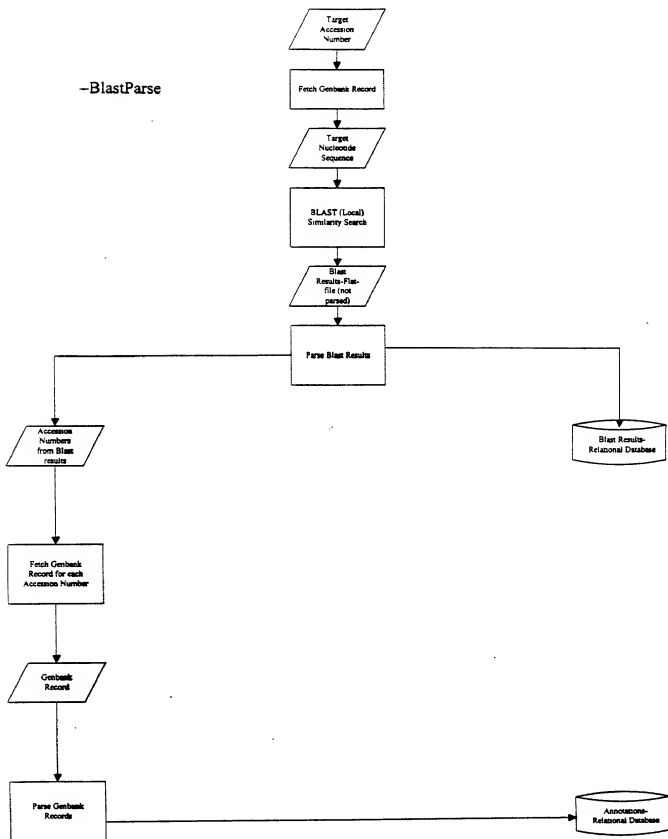 Target
Accession
Number
--BlastParse
Fetch Genbank Record
Target
Nucleotide
Sequence
BLAST (Local)
Similarity Search
Blast
Results-Flat-
file (not
parsed)
Parse Blast Results
Accession
Numbers
from Blast
results
Blast Results-
Relational Database
Fetch Genbank
Record for each
Accession Number
Genbank
Record
Parse Genbank
Records
Annotations-
Relational Database